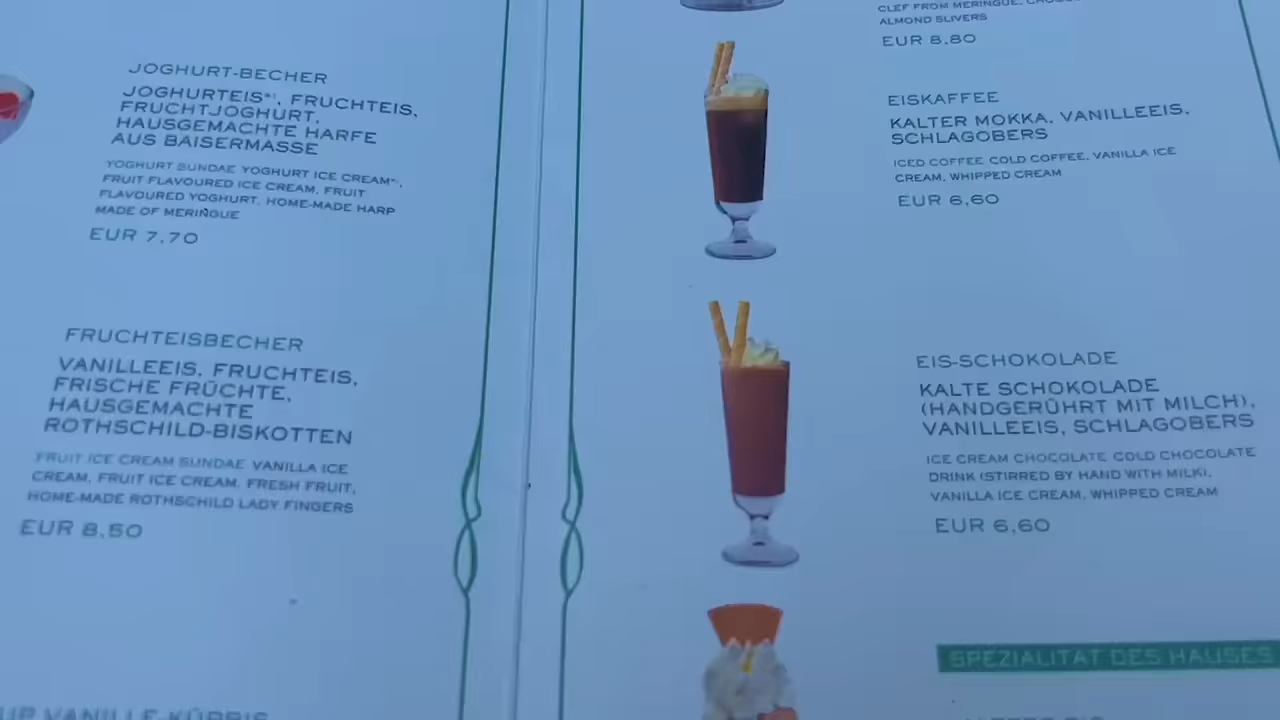 JOGHURT-BECHER
JOGHURTEIS*⁾, FRUCHTEIS,
FRUCHTJOGHURT,
HAUSGEMACHTE HARFE
AUS BAISERMASSE
YOGHURT SUNDAE YOGHURT ICE CREAM*⁾,
FRUIT FLAVOURED ICE CREAM, FRUIT
FLAVOURED YOGHURT, HOME-MADE HARP
MADE OF MERINGUE
EUR 7,70
FRUCHTEISBECHER
VANILLEEIS, FRUCHTEIS,
FRISCHE FRÜCHTE,
HAUSGEMACHTE
ROTHSCHILD-BISKOTTEN
FRUIT ICE CREAM SUNDAE VANILLA ICE
CREAM, FRUIT ICE CREAM, FRESH FRUIT,
HOME-MADE ROTHSCHILD LADY FINGERS
EUR 8,50
VANILLE-KÜRBIS
CLEF FROM MERINGUE,
ALMOND SLIVERS
EUR 8,80
EISKAFFEE
KALTER MOKKA, VANILLEEIS,
SCHLAGOBERS
ICED COFFEE COLD COFFEE, VANILLA ICE
CREAM, WHIPPED CREAM
EUR 6,60
EIS-SCHOKOLADE
KALTE SCHOKOLADE
(HANDGERÜHRT MIT MILCH),
VANILLEEIS, SCHLAGOBERS
ICE CREAM CHOCOLATE COLD CHOCOLATE
DRINK (STIRRED BY HAND WITH MILK),
VANILLA ICE CREAM, WHIPPED CREAM
EUR 6,60
SPEZIALITÄT DES HAUSES